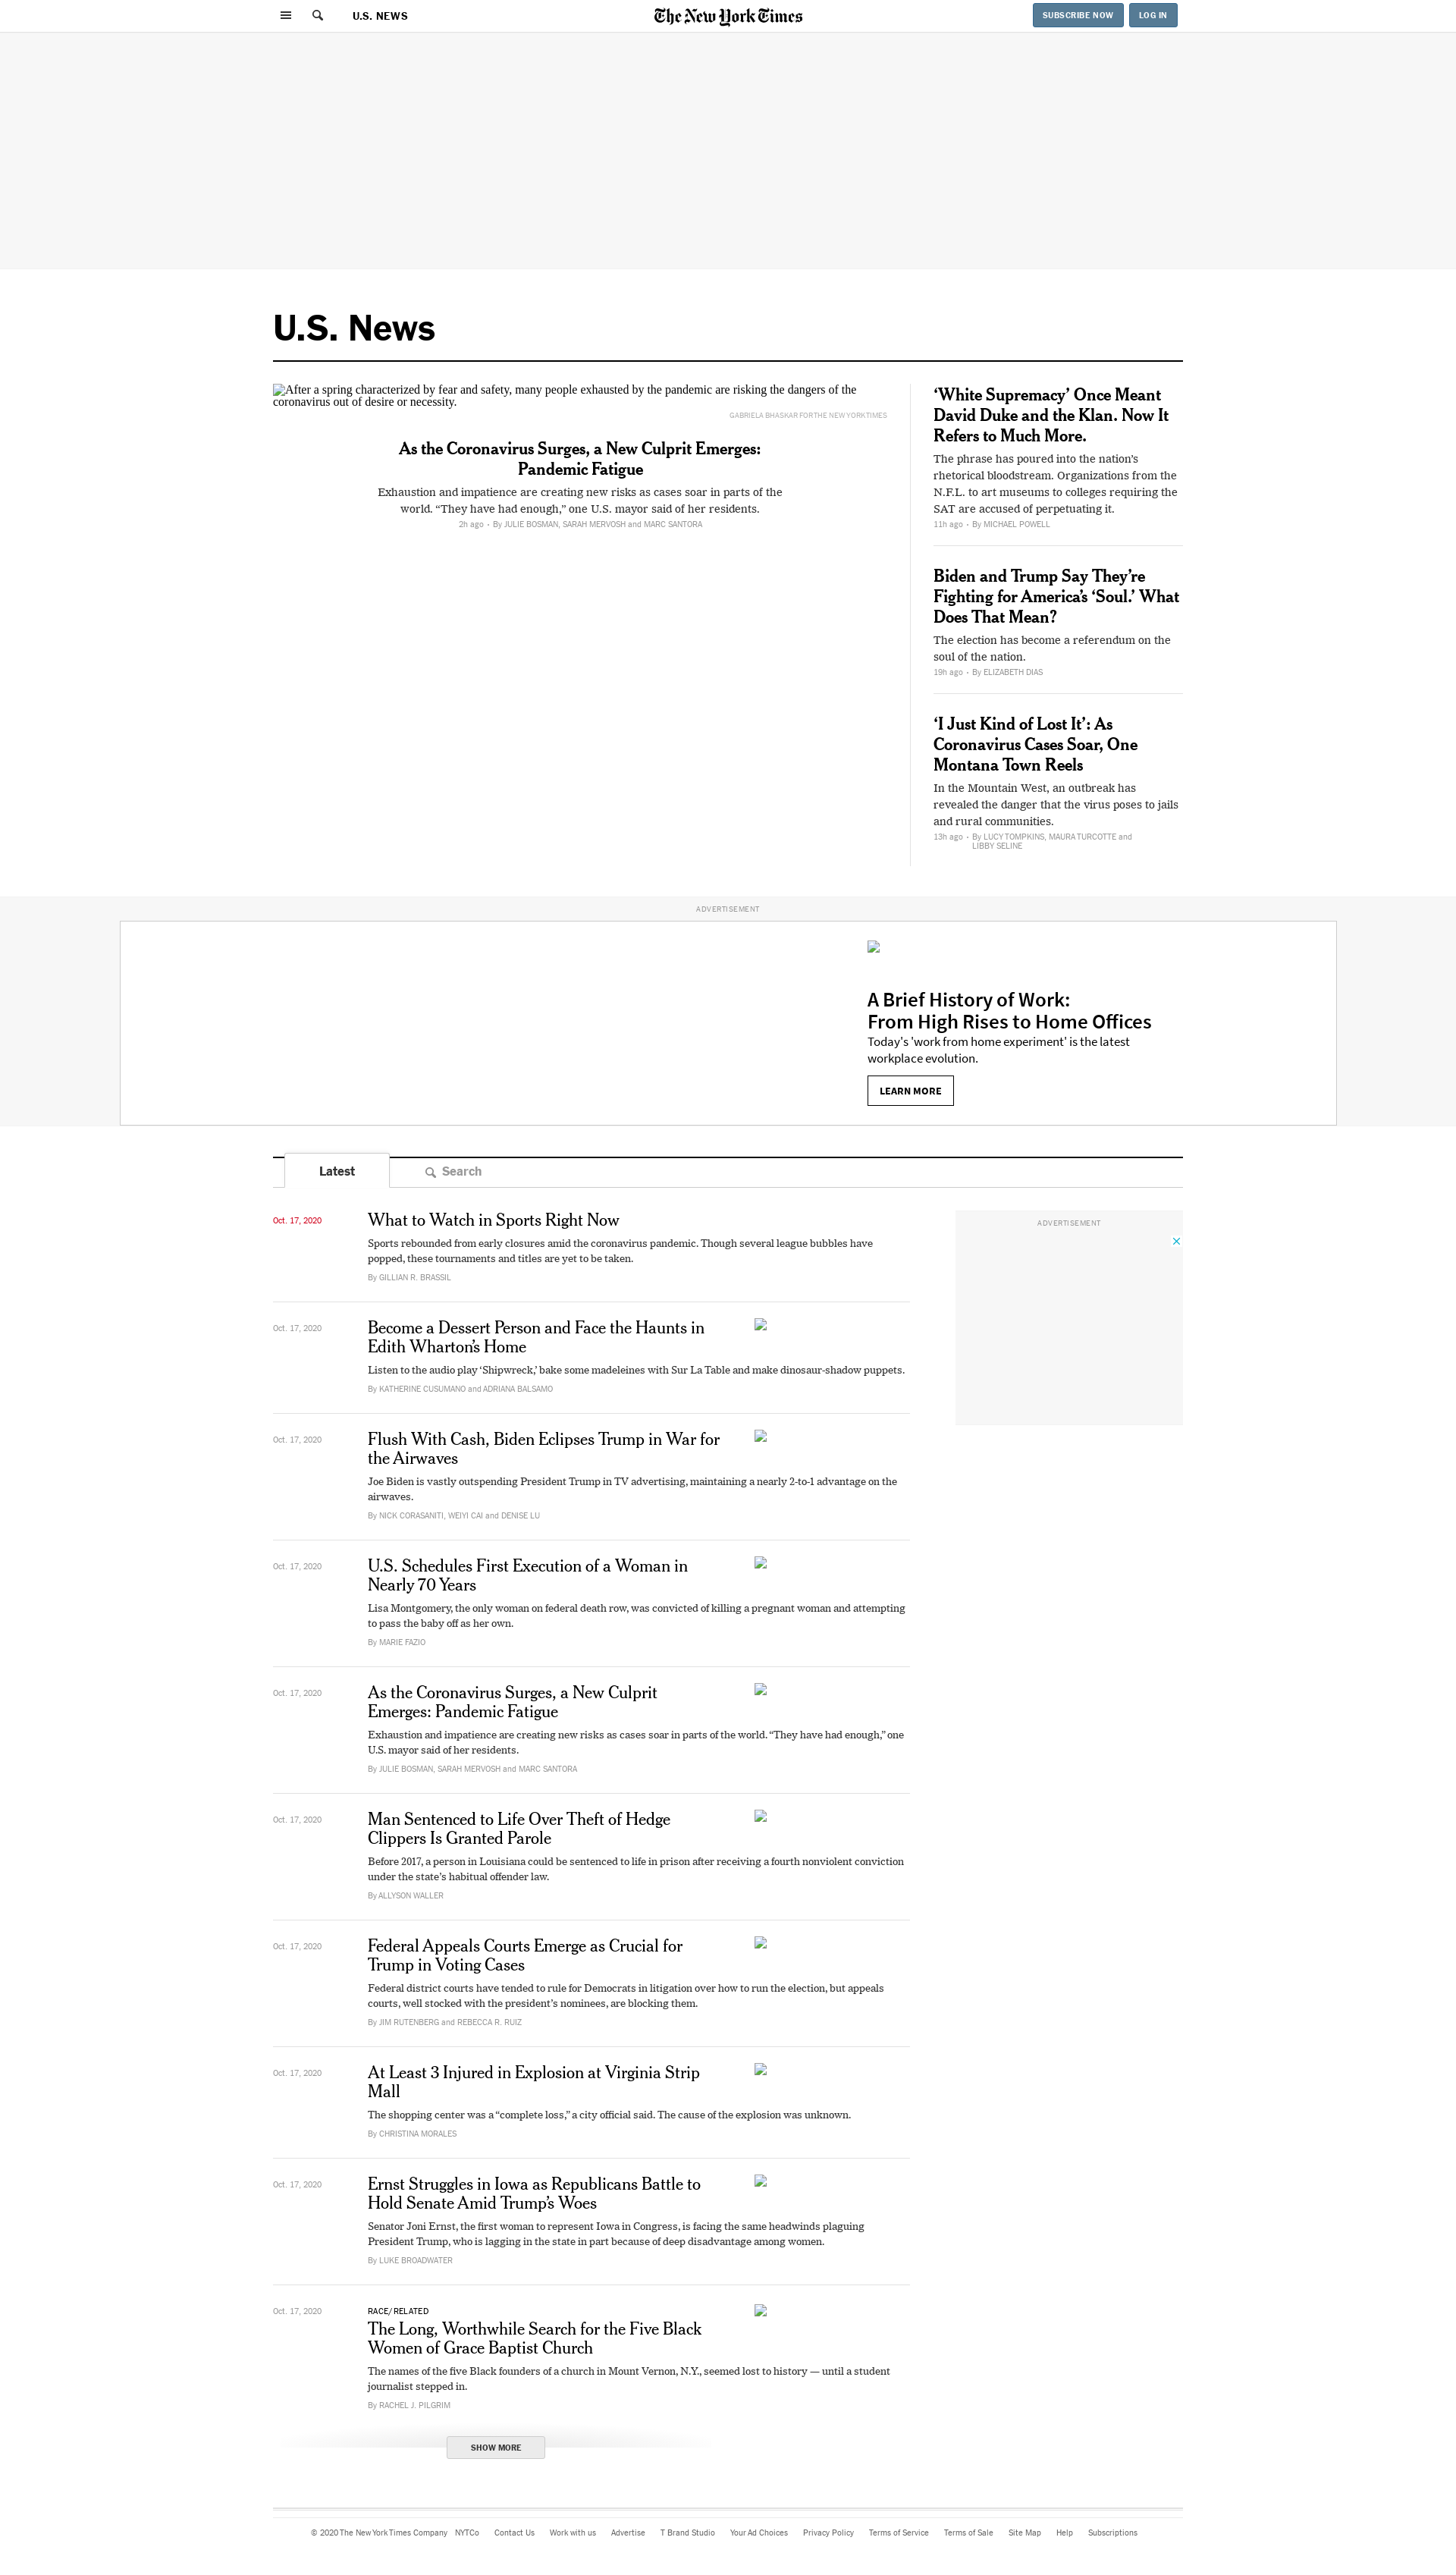 U.S. NEWS
The New York Times
SUBSCRIBE NOW
LOG IN
U.S. News
After a spring characterized by fear and safety, many people exhausted by the pandemic are risking the dangers of the
coronavirus out of desire or necessity.
GABRIELA BHASKAR FOR THE NEW YORK TIMES
As the Coronavirus Surges, a New Culprit Emerges:
Pandemic Fatigue
Exhaustion and impatience are creating new risks as cases soar in parts of the
world. “They have had enough,” one U.S. mayor said of her residents.
2h ago • By JULIE BOSMAN, SARAH MERVOSH and MARC SANTORA
‘White Supremacy’ Once Meant
David Duke and the Klan. Now It
Refers to Much More.
The phrase has poured into the nation’s
rhetorical bloodstream. Organizations from the
N.F.L. to art museums to colleges requiring the
SAT are accused of perpetuating it.
11h ago • By MICHAEL POWELL
Biden and Trump Say They’re
Fighting for America’s ‘Soul.’ What
Does That Mean?
The election has become a referendum on the
soul of the nation.
19h ago • By ELIZABETH DIAS
‘I Just Kind of Lost It’: As
Coronavirus Cases Soar, One
Montana Town Reels
In the Mountain West, an outbreak has
revealed the danger that the virus poses to jails
and rural communities.
13h ago • By LUCY TOMPKINS, MAURA TURCOTTE and
LIBBY SELINE
ADVERTISEMENT
A Brief History of Work:
From High Rises to Home Offices
Today's 'work from home experiment' is the latest
workplace evolution.
LEARN MORE
Latest
Search
ADVERTISEMENT
Oct. 17, 2020
What to Watch in Sports Right Now
Sports rebounded from early closures amid the coronavirus pandemic. Though several league bubbles have
popped, these tournaments and titles are yet to be taken.
By GILLIAN R. BRASSIL
Oct. 17, 2020
Become a Dessert Person and Face the Haunts in
Edith Wharton’s Home
Listen to the audio play ‘Shipwreck,’ bake some madeleines with Sur La Table and make dinosaur-shadow puppets.
By KATHERINE CUSUMANO and ADRIANA BALSAMO
Oct. 17, 2020
Flush With Cash, Biden Eclipses Trump in War for
the Airwaves
Joe Biden is vastly outspending President Trump in TV advertising, maintaining a nearly 2-to-1 advantage on the
airwaves.
By NICK CORASANITI, WEIYI CAI and DENISE LU
Oct. 17, 2020
U.S. Schedules First Execution of a Woman in
Nearly 70 Years
Lisa Montgomery, the only woman on federal death row, was convicted of killing a pregnant woman and attempting
to pass the baby off as her own.
By MARIE FAZIO
Oct. 17, 2020
As the Coronavirus Surges, a New Culprit
Emerges: Pandemic Fatigue
Exhaustion and impatience are creating new risks as cases soar in parts of the world. “They have had enough,” one
U.S. mayor said of her residents.
By JULIE BOSMAN, SARAH MERVOSH and MARC SANTORA
Oct. 17, 2020
Man Sentenced to Life Over Theft of Hedge
Clippers Is Granted Parole
Before 2017, a person in Louisiana could be sentenced to life in prison after receiving a fourth nonviolent conviction
under the state’s habitual offender law.
By ALLYSON WALLER
Oct. 17, 2020
Federal Appeals Courts Emerge as Crucial for
Trump in Voting Cases
Federal district courts have tended to rule for Democrats in litigation over how to run the election, but appeals
courts, well stocked with the president’s nominees, are blocking them.
By JIM RUTENBERG and REBECCA R. RUIZ
Oct. 17, 2020
At Least 3 Injured in Explosion at Virginia Strip
Mall
The shopping center was a “complete loss,” a city official said. The cause of the explosion was unknown.
By CHRISTINA MORALES
Oct. 17, 2020
Ernst Struggles in Iowa as Republicans Battle to
Hold Senate Amid Trump’s Woes
Senator Joni Ernst, the first woman to represent Iowa in Congress, is facing the same headwinds plaguing
President Trump, who is lagging in the state in part because of deep disadvantage among women.
By LUKE BROADWATER
Oct. 17, 2020
RACE/RELATED
The Long, Worthwhile Search for the Five Black
Women of Grace Baptist Church
The names of the five Black founders of a church in Mount Vernon, N.Y., seemed lost to history — until a student
journalist stepped in.
By RACHEL J. PILGRIM
SHOW MORE
© 2020 The New York Times Company NYTCo Contact Us Work with us Advertise T Brand Studio Your Ad Choices Privacy Policy Terms of Service Terms of Sale Site Map Help Subscriptions